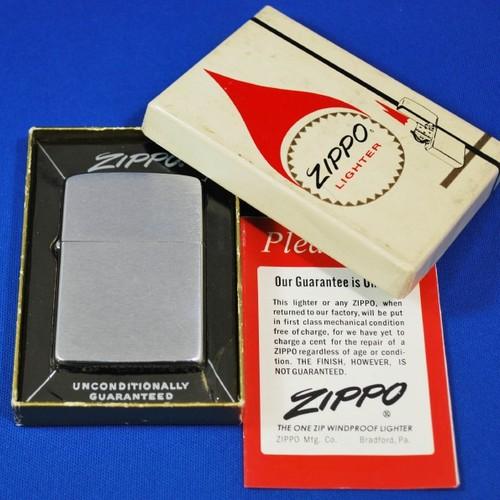 ZIPPO
LIGHTER
ZIPPO
UNCONDITIONALLY
GUARANTEED
Our Guarantee is
This lighter or any ZIPPO, when
returned to our factory, will be put
in first class mechanical condition
free of charge, for we have yet to
charge a cent for the repair of a
ZIPPO regardless of age or condi-
tion. THE FINISH, HOWEVER, IS
NOT GUARANTEED.
ZIPPO ®
THE ONE ZIP WINDPROOF LIGHTER
ZIPPO Mfg. Co. Bradford, Pa.